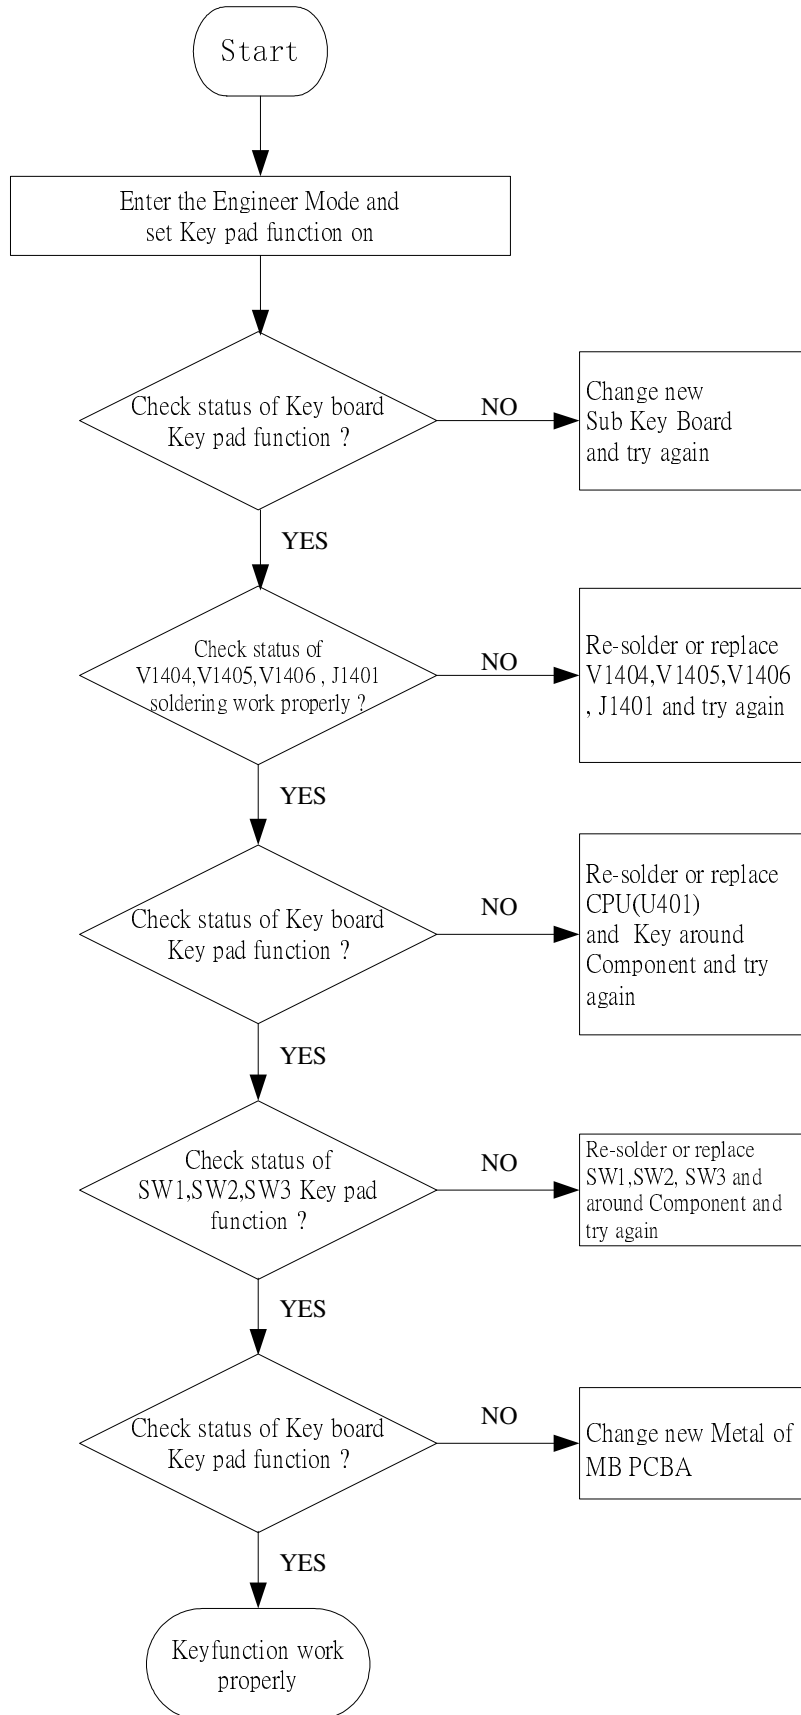 Start
Enter the Engineer Mode and
set Key pad function on
Check status of Key board
Key pad function ?
NO
Change new
Sub Key Board
and try again
YES
Check status of
V1404,V1405,V1406 , J1401
soldering work properly ?
NO
Re-solder or replace
V1404,V1405,V1406
, J1401 and try again
YES
Check status of Key board
Key pad function ?
NO
Re-solder or replace
CPU(U401)
and Key around
Component and try
again
YES
Check status of
SW1,SW2,SW3 Key pad
function ?
NO
Re-solder or replace
SW1,SW2, SW3 and
around Component and
try again
YES
Check status of Key board
Key pad function ?
NO
Change new Metal of
MB PCBA
YES
Keyfunction work
properly